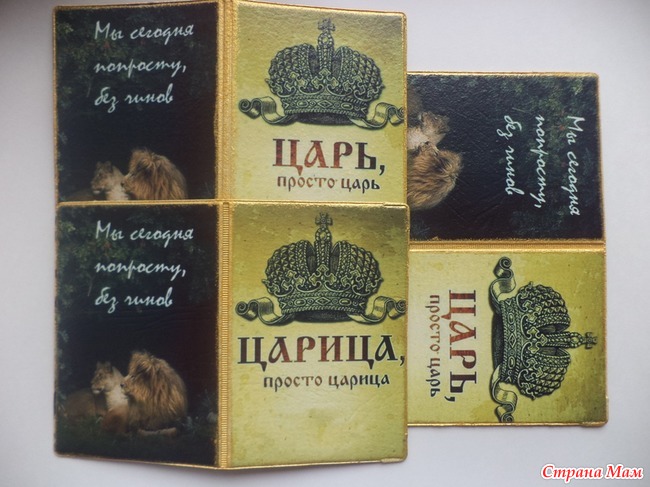 Мы сегодня
попросту,
без чинов
ЦАРЬ,
просто царь
Мы сегодня
попросту,
без чинов
ЦАРИЦА,
просто царица
Мы сегодня
попросту,
без чинов
ЦАРЬ,
просто царь
Страна Мам